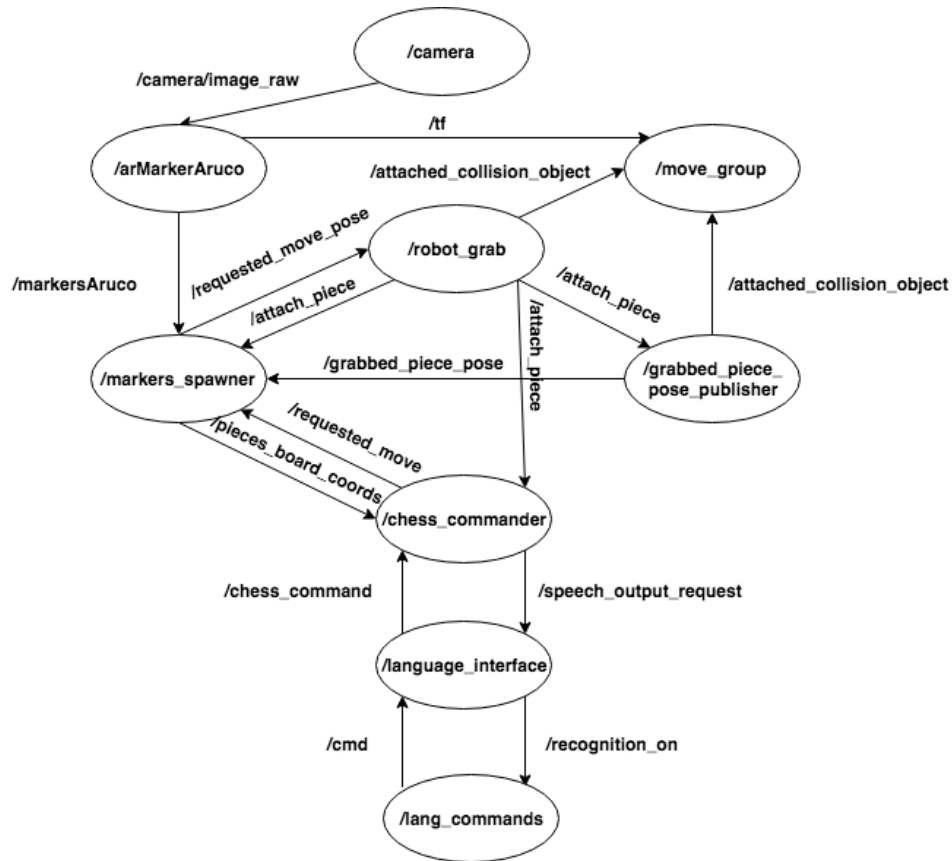 /camera
/camera/image_raw
/tf
/arMarkerAruco
/move_group
/attached_collision_object
/requested_move_pose
/robot_grab
/markersAruco
/attach_piece
/attach_piece
/attach_piece
/attached_collision_object
/grabbed_piece_pose
/markers_spawner
/grabbed_piece_
pose_publisher
/requested_move
/pieces_board_coords
/chess_commander
/chess_command
/speech_output_request
/language_interface
/cmd
/recognition_on
/lang_commands